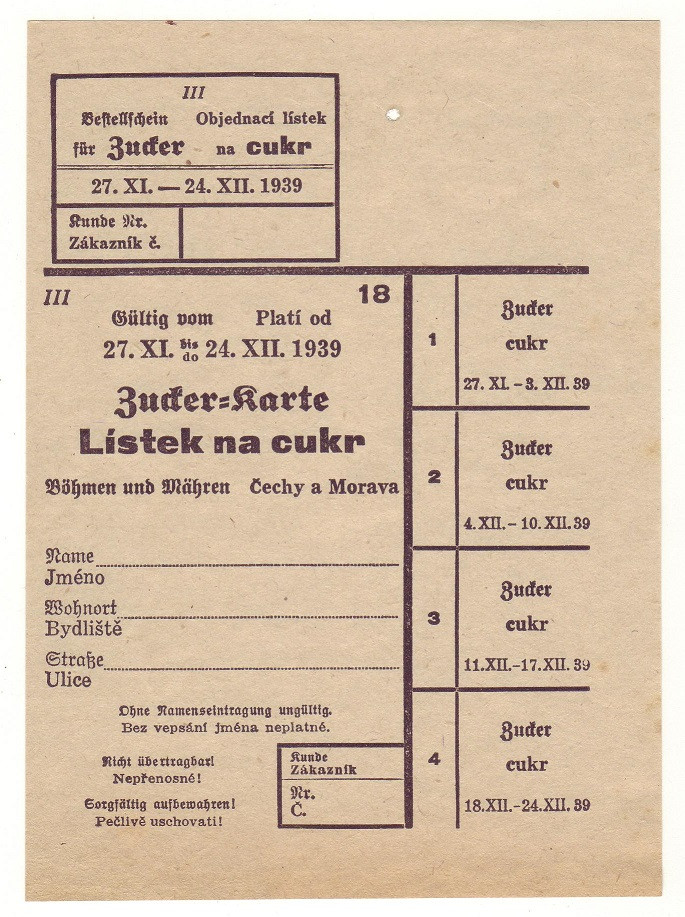 III
Bestellschein Objednací lístek
für Zucker na cukr
27. XI. — 24. XII. 1939
Kunde Nr.
Zákazník č.
III 18
Gültig vom Platí od
27. XI. bis do 24. XII. 1939
Zucker=Karte
Lístek na cukr
Böhmen und Mähren Čechy a Morava
Name
Jméno
Wohnort
Bydliště
Straße
Ulice
Ohne Namenseintragung ungültig.
Bez vepsání jména neplatné.
Nicht übertragbar!
Nepřenosné!
Sorgfältig aufbewahren!
Pečlivě uschovati!
Kunde
Zákazník
Nr.
Č.
1
Zucker
cukr
27. XI. – 3. XII. 39
2
Zucker
cukr
4. XII. – 10. XII. 39
3
Zucker
cukr
11. XII. – 17. XII. 39
4
Zucker
cukr
18. XII. – 24. XII. 39